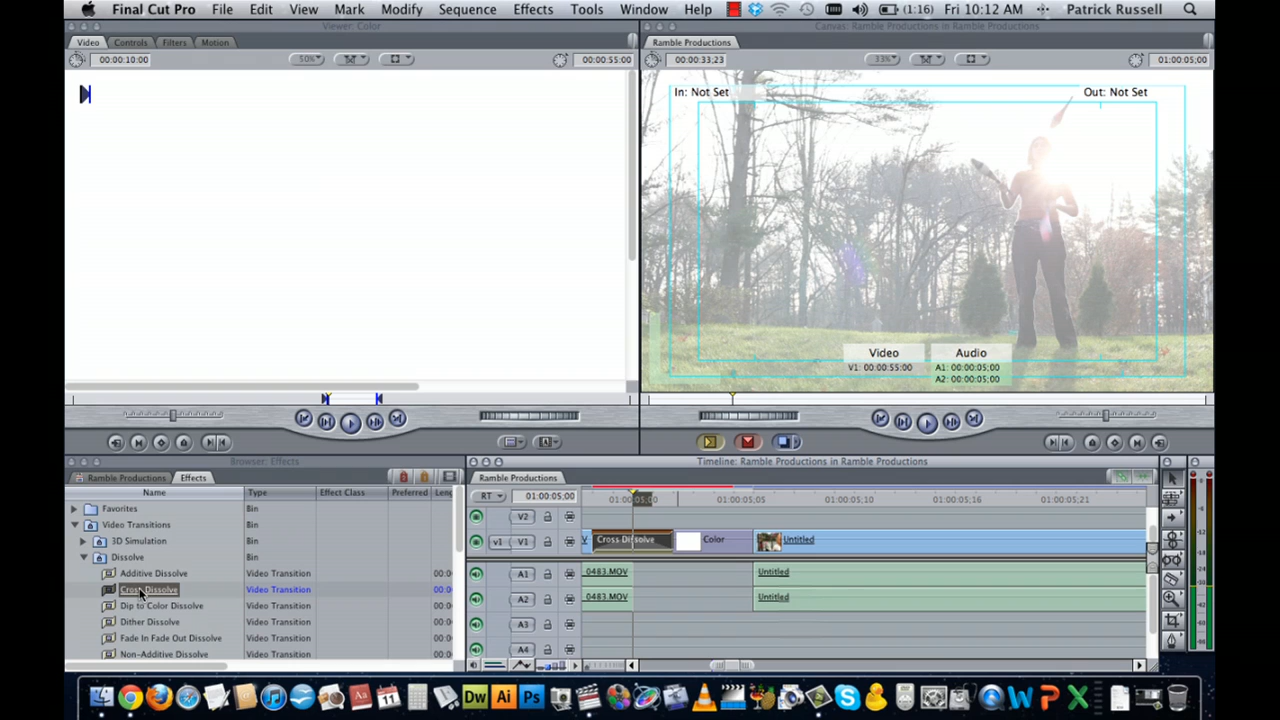 Final Cut Pro File Edit View Mark Modify Sequence Effects Tools Window Help (1:16) Fri 10:12 AM Patrick Russell
Viewer: Color
Canvas: Ramble Productions in Ramble Productions
Video Controls Filters Motion
Ramble Productions
00:00:10:00 50% 00:00:55:00
00:00:33;23 33% 01:00:05;00
In: Not Set Out: Not Set
Video Audio
V1: 00:00:55:00 A1: 00:00:05;00
A2: 00:00:05;00
Browser: Effects
Timeline: Ramble Productions in Ramble Productions
Ramble Productions Effects
Ramble Productions
Name Type Effect Class Preferred Leng
RT 01:00:05;00 01:00:05;00 01:00:05;05 01:00:05;10 01:00:05;16 01:00:05;21
Favorites Bin
Video Transitions Bin
3D Simulation Bin
Dissolve Bin
Additive Dissolve Video Transition 00:0
Cross Dissolve Video Transition 00:0
Dip to Color Dissolve Video Transition 00:0
Dither Dissolve Video Transition 00:0
Fade In Fade Out Dissolve Video Transition 00:0
Non-Additive Dissolve Video Transition 00:0
V2
v1 V1 V Cross Dissolve Color Untitled
A1 _0483.MOV Untitled
A2 _0483.MOV Untitled
A3
A4
Dw Ai Ps